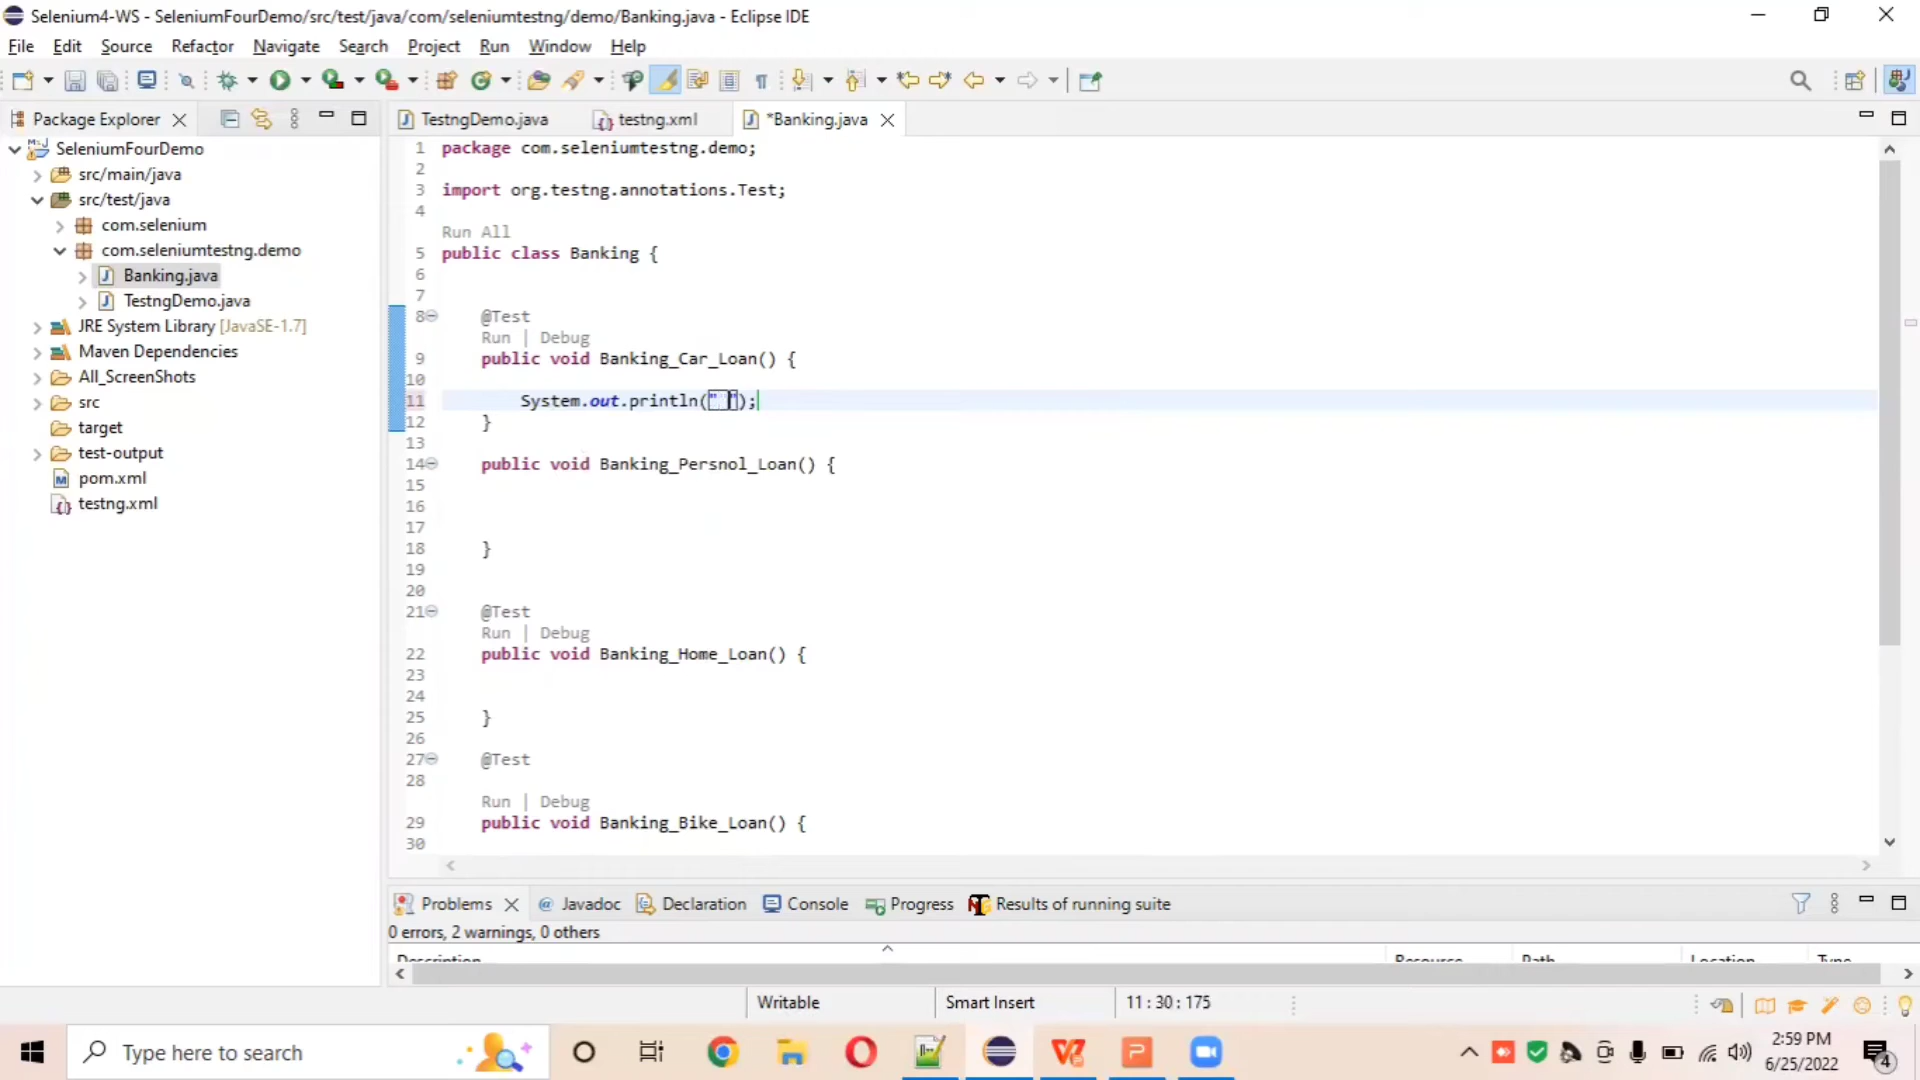 Selenium4-WS - SeleniumFourDemo/src/test/java/com/seleniumtestng/demo/Banking.java - Eclipse IDE
File Edit Source Refactor Navigate Search Project Run Window Help
Package Explorer
TestngDemo.java testng.xml *Banking.java
SeleniumFourDemo
src/main/java
src/test/java
com.selenium
com.seleniumtestng.demo
Banking.java
TestngDemo.java
JRE System Library [JavaSE-1.7]
Maven Dependencies
All_ScreenShots
src
target
test-output
pom.xml
testng.xml
1 package com.seleniumtestng.demo;
2
3 import org.testng.annotations.Test;
4
Run All
5 public class Banking {
6
7
8 @Test
Run | Debug
9 public void Banking_Car_Loan() {
10
11 System.out.println(" ");
12 }
13
14 public void Banking_Persnol_Loan() {
15
16
17
18 }
19
20
21 @Test
Run | Debug
22 public void Banking_Home_Loan() {
23
24
25 }
26
27 @Test
28
Run | Debug
29 public void Banking_Bike_Loan() {
30
Problems Javadoc Declaration Console Progress Results of running suite
0 errors, 2 warnings, 0 others
Description Resource Path Location Type
Writable Smart Insert 11 : 30 : 175
Type here to search
2:59 PM
6/25/2022
4